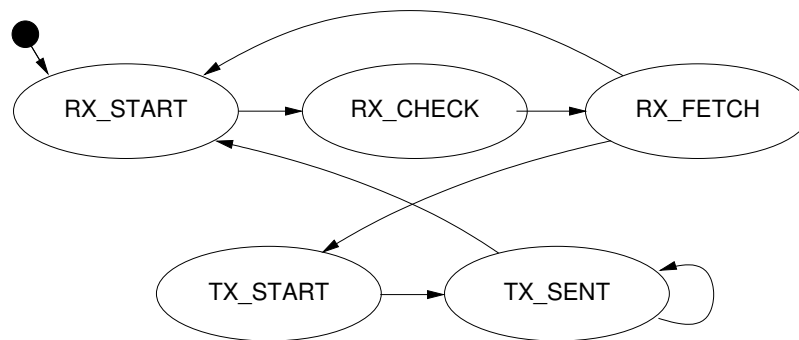 RX_START
RX_CHECK
RX_FETCH
TX_START
TX_SENT